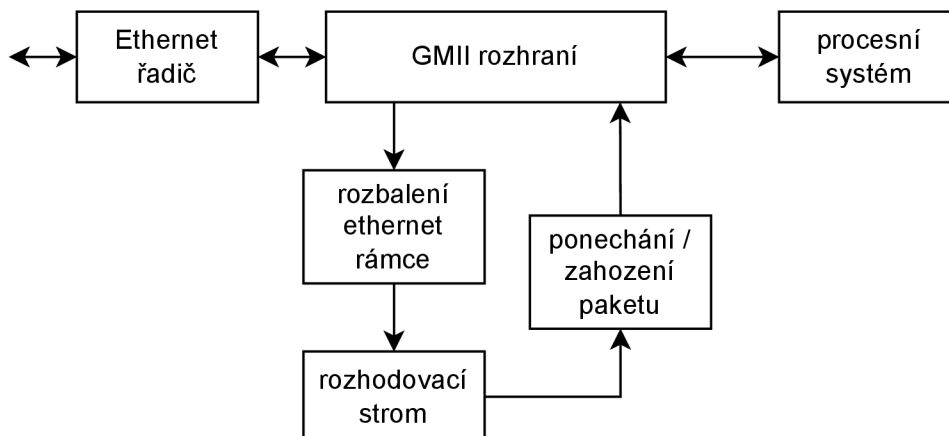 Ethernet
řadič
GMII rozhraní
procesní
systém
rozbalení
ethernet
rámce
ponechání /
zahození
paketu
rozhodovací
strom